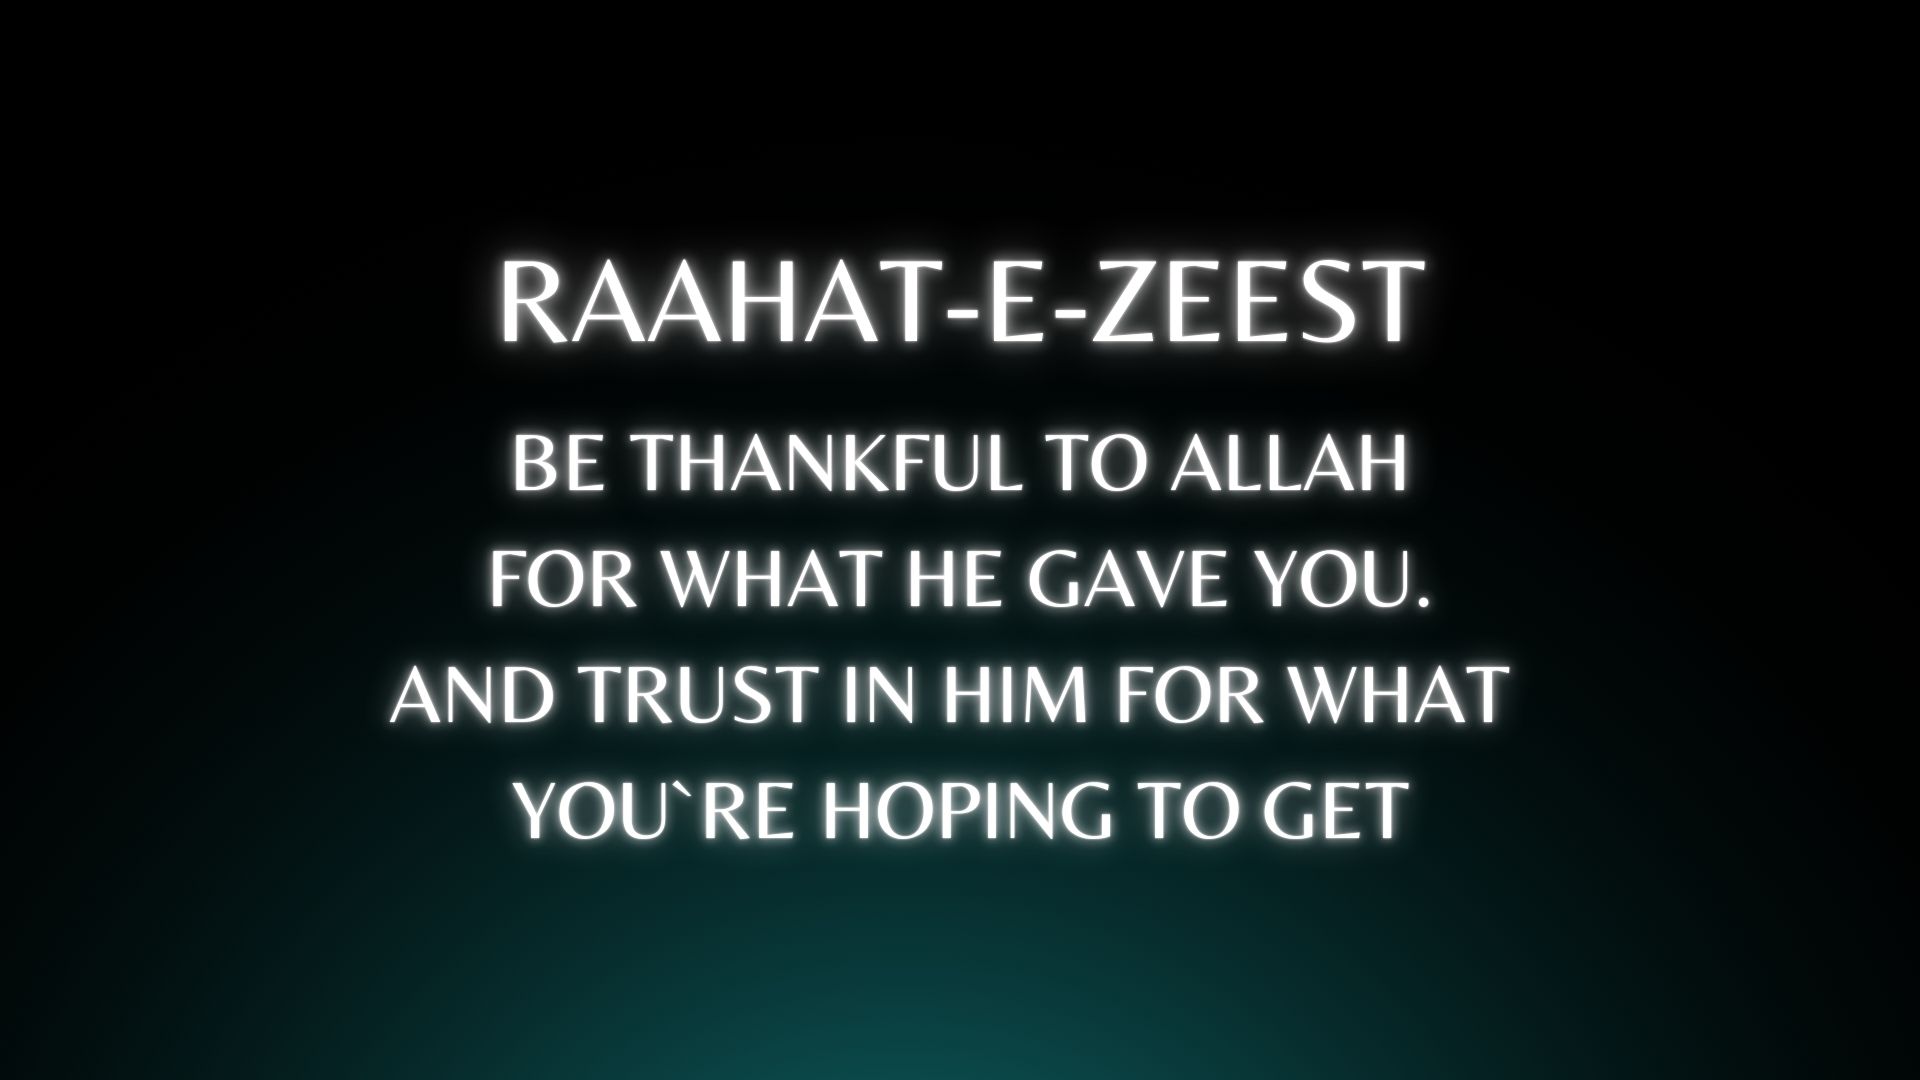 RAAHAT-E-ZEEST
BE THANKFUL TO ALLAH
FOR WHAT HE GAVE YOU.
AND TRUST IN HIM FOR WHAT
YOU`RE HOPING TO GET